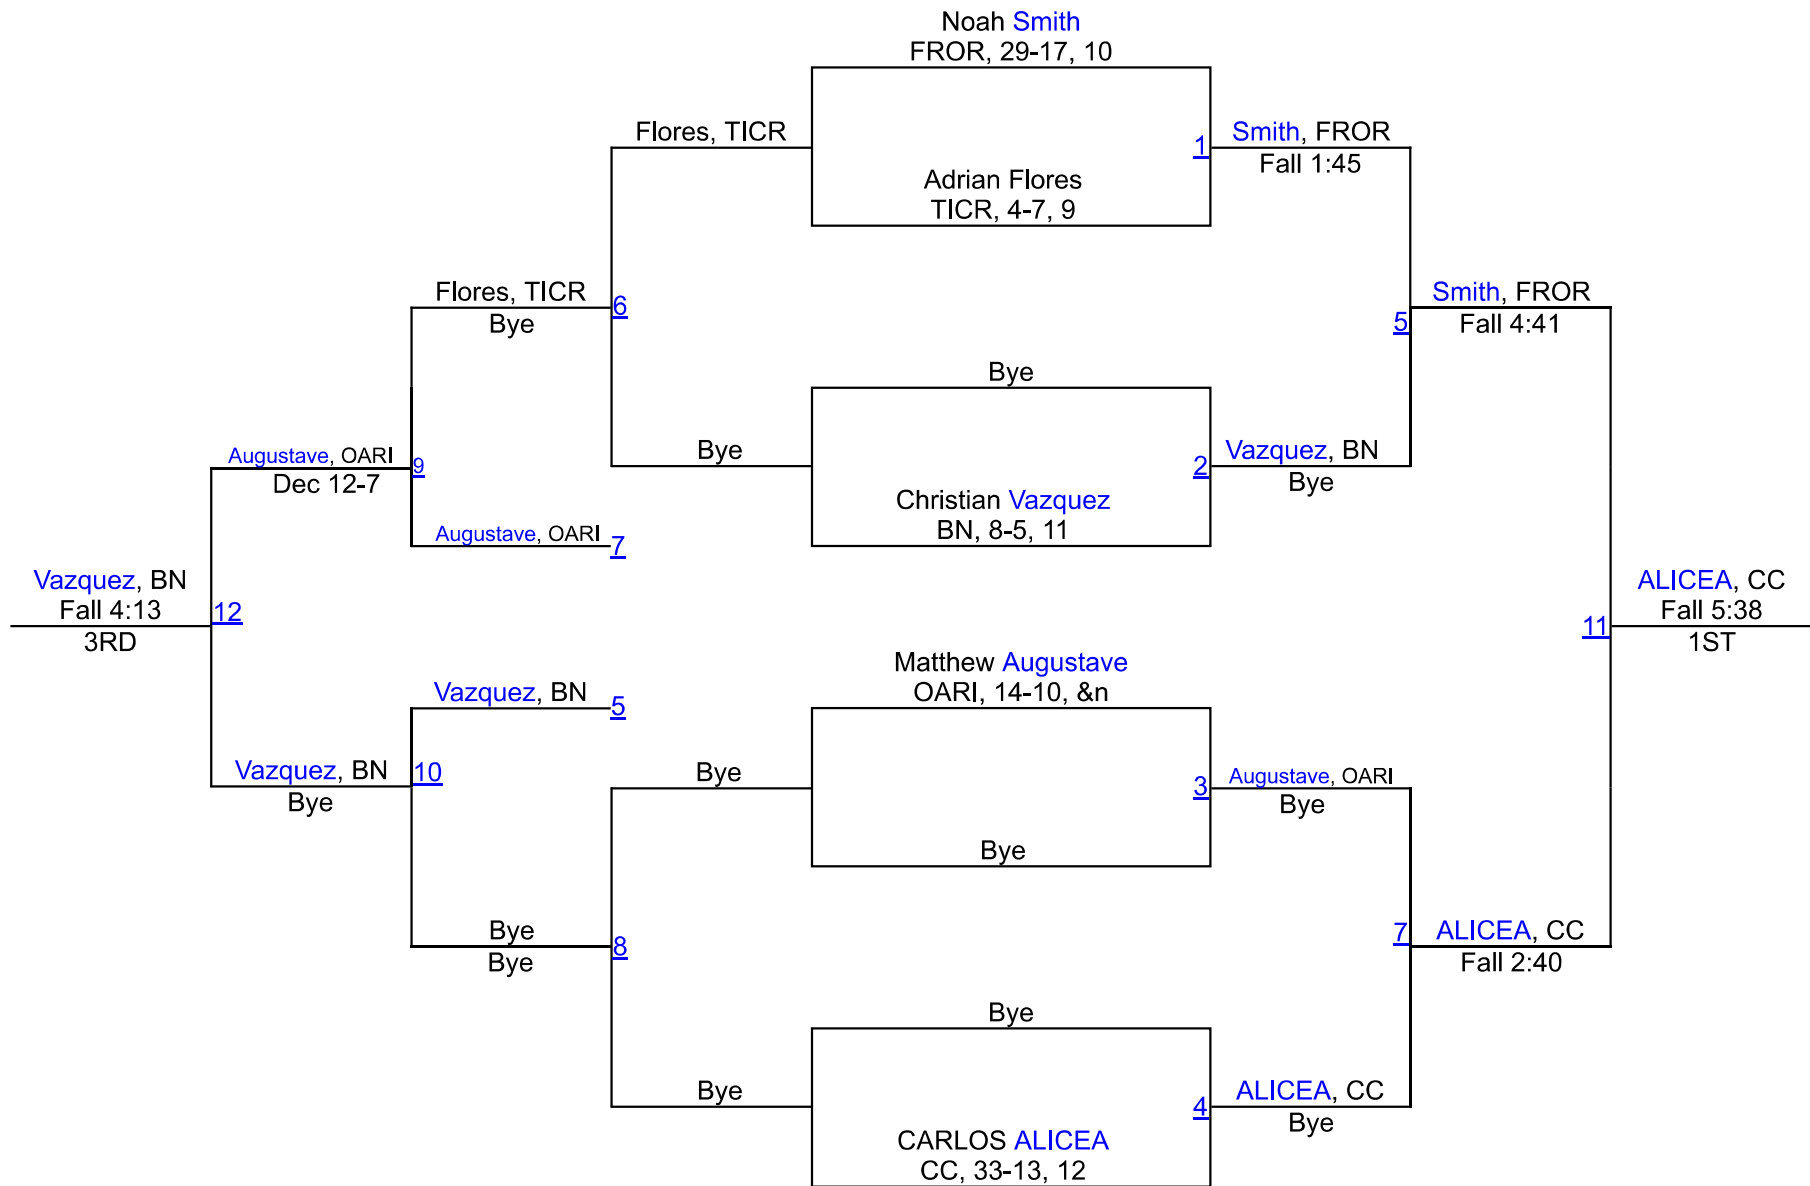 Noah Smith
FROR, 29-17, 10
Flores, TICR
1
Smith, FROR
Fall 1:45
Adrian Flores
TICR, 4-7, 9
Flores, TICR
Bye
6
5
Smith, FROR
Fall 4:41
Bye
Augustave, OARI
Dec 12-7
9
Bye
2
Vazquez, BN
Bye
Christian Vazquez
BN, 8-5, 11
Augustave, OARI
7
Vazquez, BN
Fall 4:13
3RD
12
11
ALICEA, CC
Fall 5:38
1ST
Matthew Augustave
OARI, 14-10, &n
Vazquez, BN
5
Vazquez, BN
Bye
10
Bye
3
Augustave, OARI
Bye
Bye
Bye
Bye
8
7
ALICEA, CC
Fall 2:40
Bye
Bye
4
ALICEA, CC
Bye
CARLOS ALICEA
CC, 33-13, 12